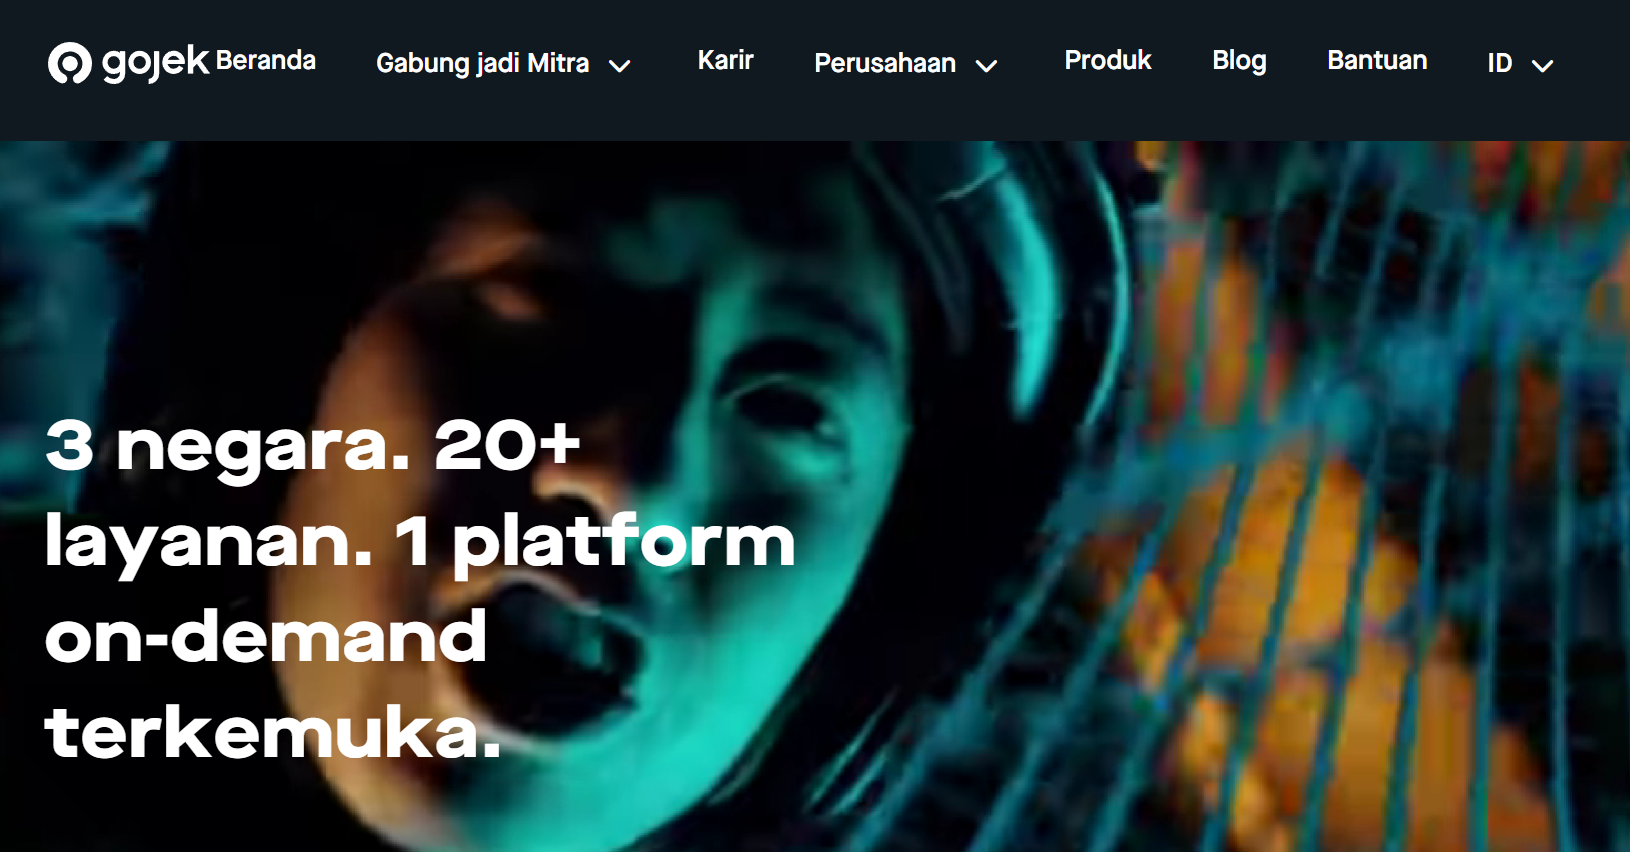 gojek Beranda Gabung jadi Mitra Karir Perusahaan Produk Blog Bantuan ID
3 negara. 20+
layanan. 1 platform
on-demand
terkemuka.